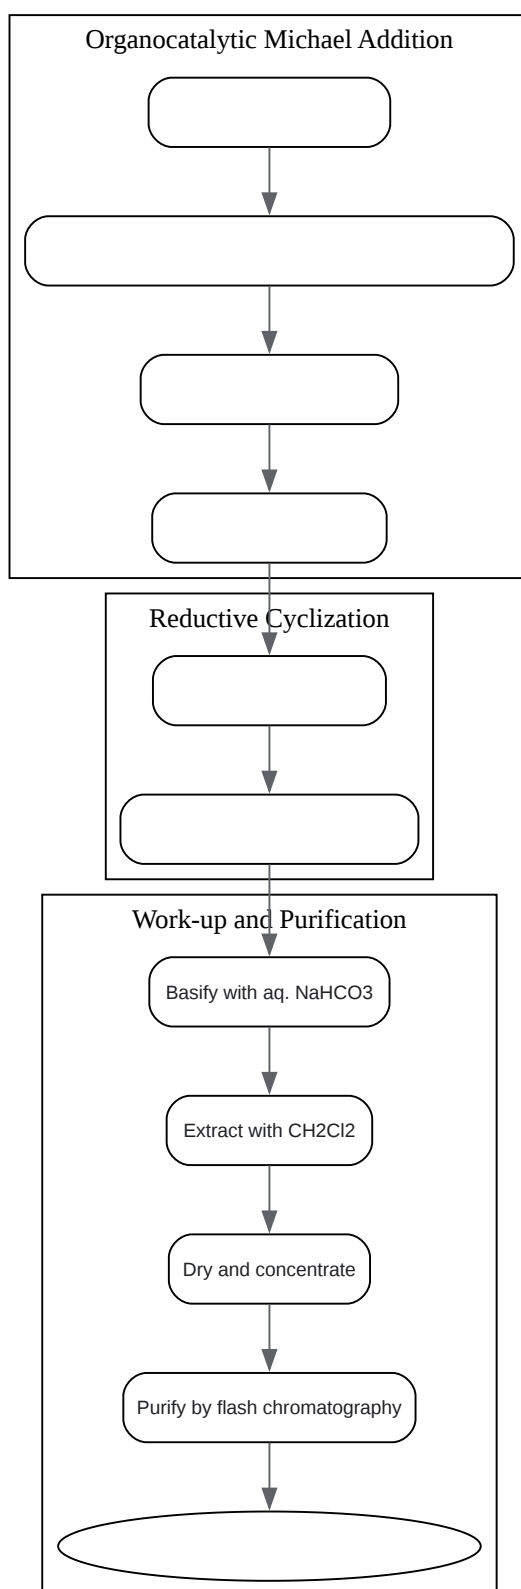 Organocatalytic Michael Addition
Reductive Cyclization
Work-up and Purification
Basify with aq. NaHCO3
Extract with CH2Cl2
Dry and concentrate
Purify by flash chromatography